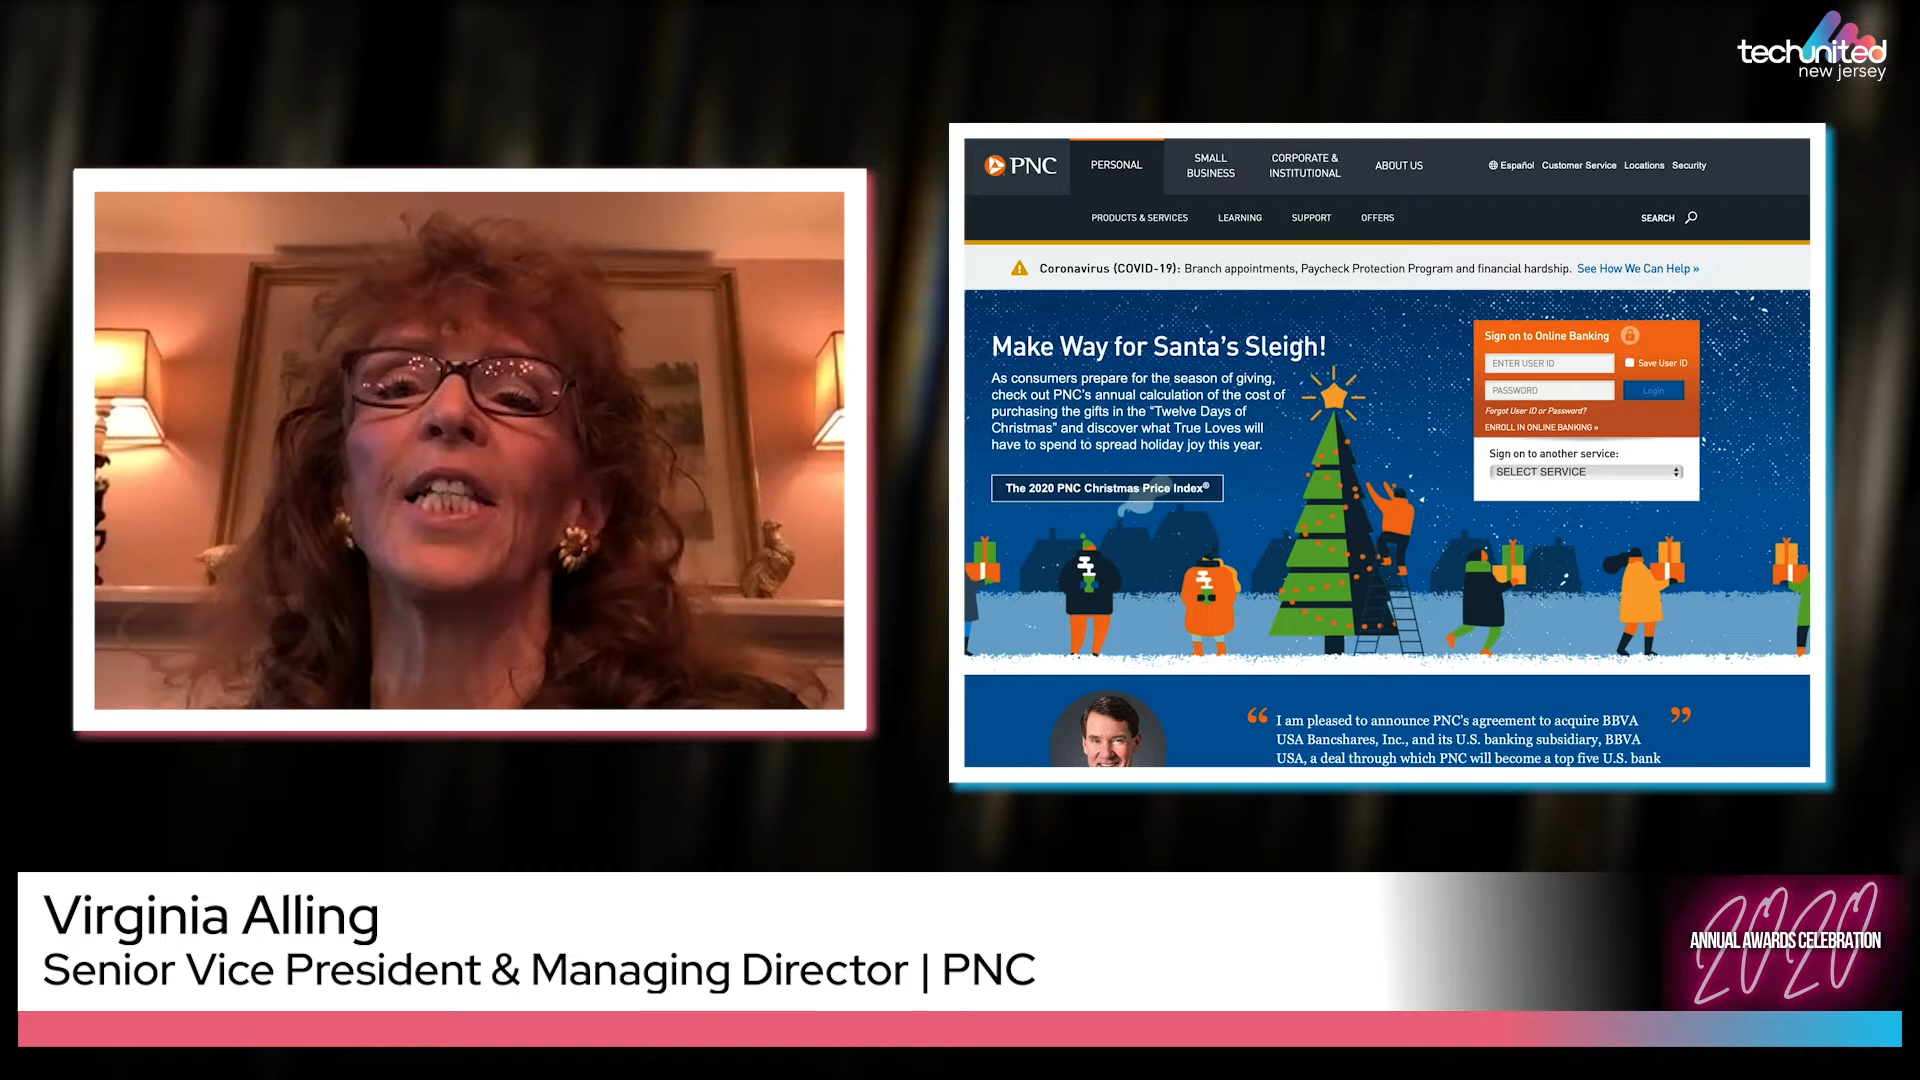 techunited
new jersey
PNC
PERSONAL
SMALL
BUSINESS
CORPORATE &
INSTITUTIONAL
ABOUT US
Español Customer Service Locations Security
PRODUCTS & SERVICES LEARNING SUPPORT OFFERS
SEARCH
Coronavirus (COVID-19): Branch appointments, Paycheck Protection Program and financial hardship. See How We Can Help »
Make Way for Santa's Sleigh!
As consumers prepare for the season of giving,
check out PNC's annual calculation of the cost of
purchasing the gifts in the "Twelve Days of
Christmas" and discover what True Loves will
have to spend to spread holiday joy this year.
The 2020 PNC Christmas Price Index®
Sign on to Online Banking
ENTER USER ID
Save User ID
PASSWORD
Login
Forgot User ID or Password?
ENROLL IN ONLINE BANKING »
Sign on to another service:
SELECT SERVICE
“ I am pleased to announce PNC's agreement to acquire BBVA ”
USA Bancshares, Inc., and its U.S. banking subsidiary, BBVA
USA, a deal through which PNC will become a top five U.S. bank
Virginia Alling
Senior Vice President & Managing Director | PNC
2020
ANNUAL AWARDS CELEBRATION